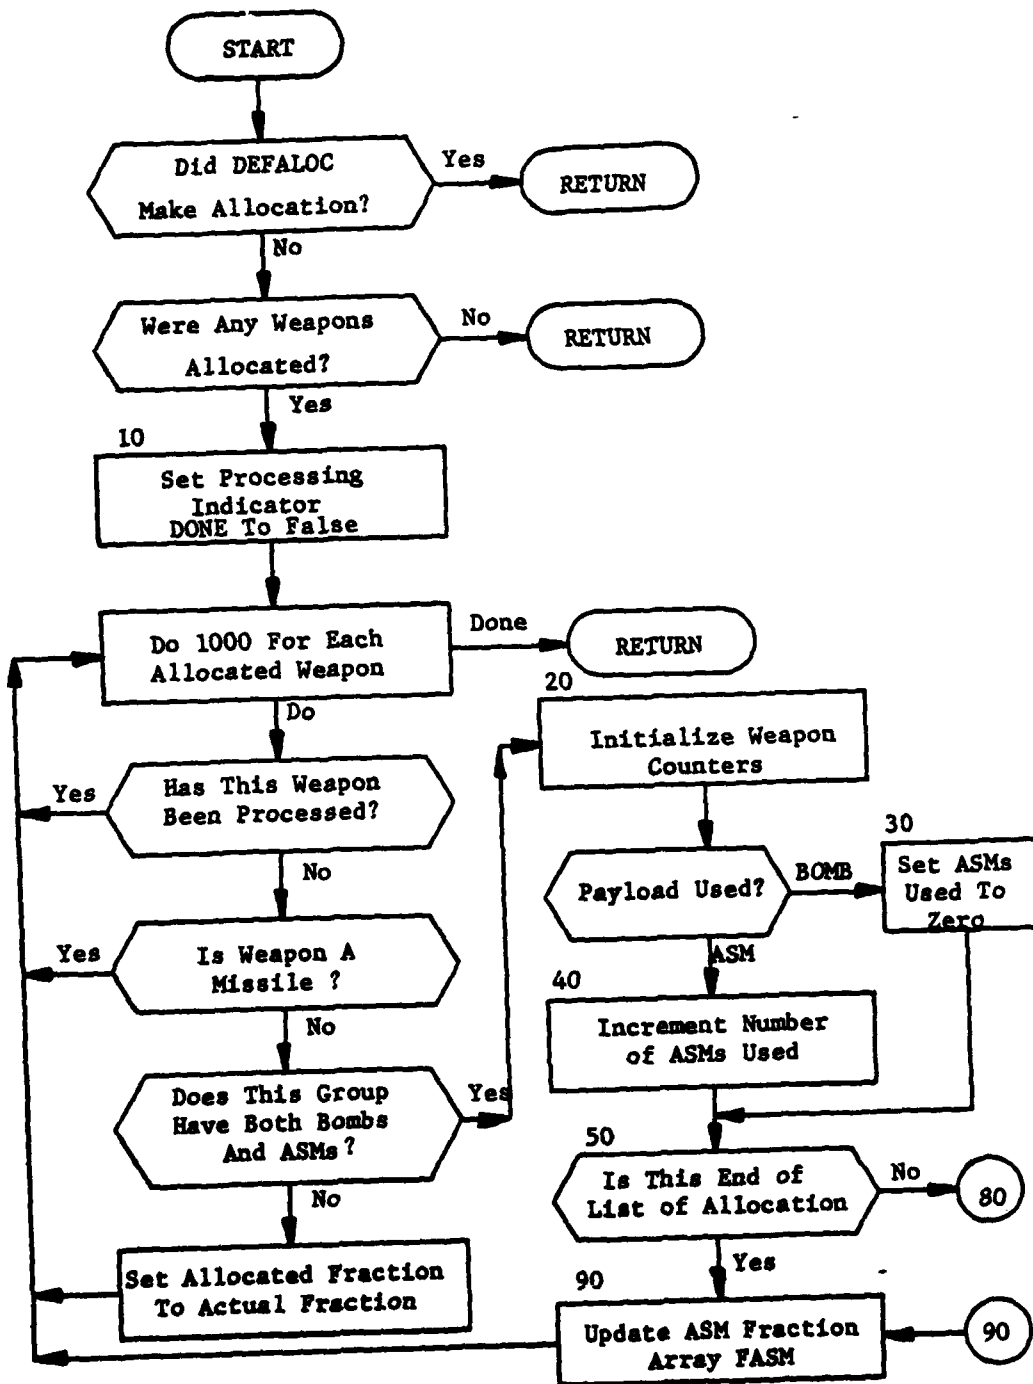 START
Did DEFALOC
Make Allocation?
Yes
RETURN
No
Were Any Weapons
Allocated?
No
RETURN
Yes
10
Set Processing
Indicator
DONE To False
Do 1000 For Each
Allocated Weapon
Done
RETURN
Do
Has This Weapon
Been Processed?
Yes
No
Is Weapon A
Missile ?
Yes
No
Does This Group
Have Both Bombs
And ASMs?
Yes
No
Set Allocated Fraction
To Actual Fraction
20
Initialize Weapon
Counters
Payload Used?
BOMB
30
Set ASMs
Used To
Zero
ASM
40
Increment Number
of ASMs Used
50
Is This End of
List of Allocation
No
80
Yes
90
Update ASM Fraction
Array FASM
90